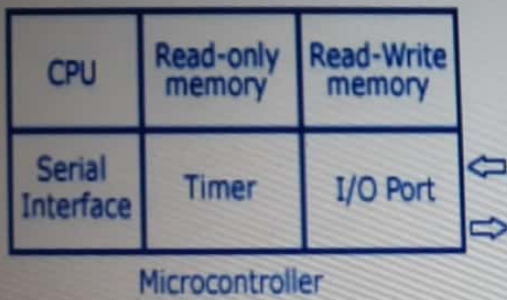 CPU
Read-only
memory
Read-Write
memory
Serial
Interface
Timer
I/O Port
Microcontroller